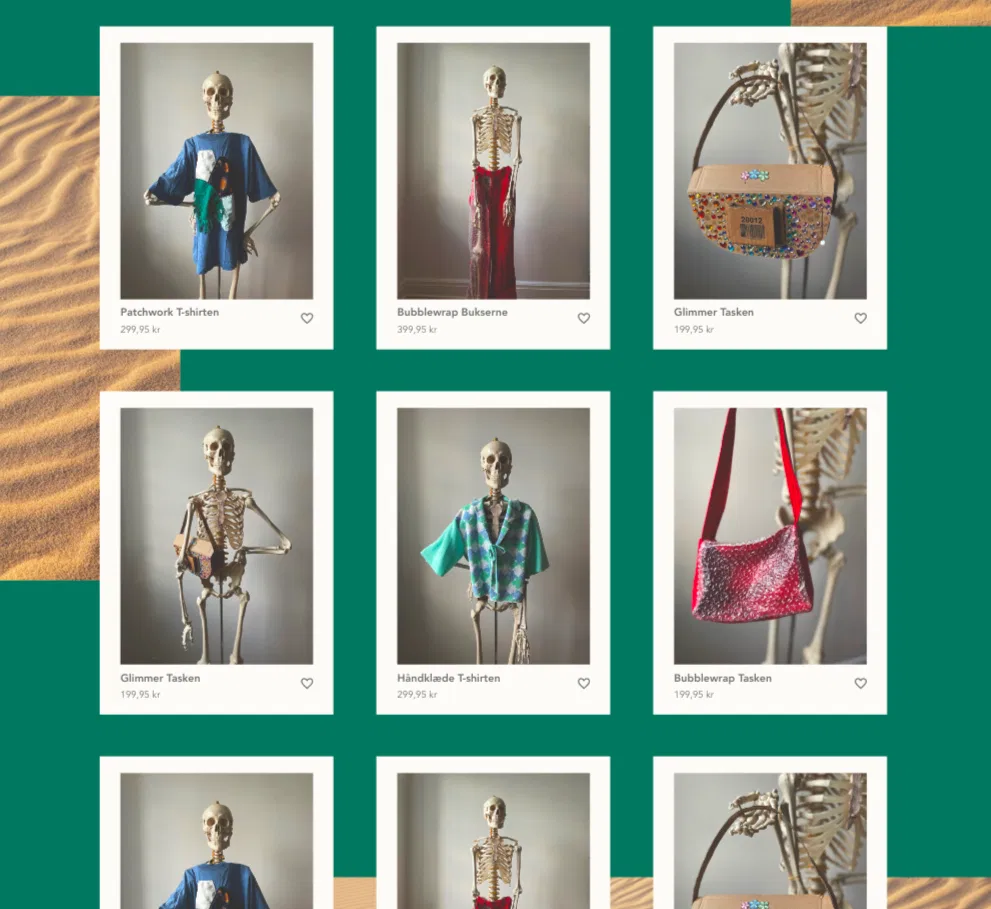 Patchwork T-shirten
299,95 kr
Bubblewrap Bukserne
399,95 kr
20012
Glimmer Tasken
199,95 kr
Glimmer Tasken
199,95 kr
Håndklæde T-shirten
299,95 kr
Bubblewrap Tasken
199,95 kr